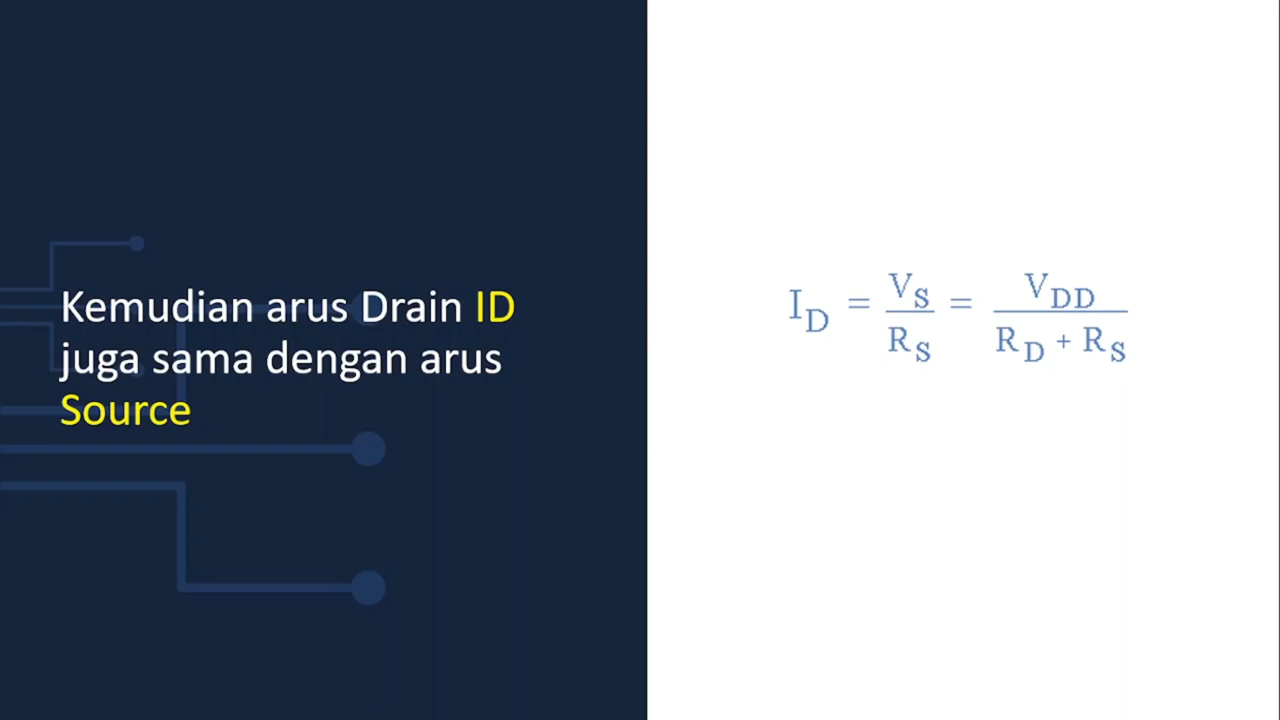 Kemudian arus Drain ID
juga sama dengan arus
Source
I_D = V_S / R_S = V_DD / (R_D + R_S)